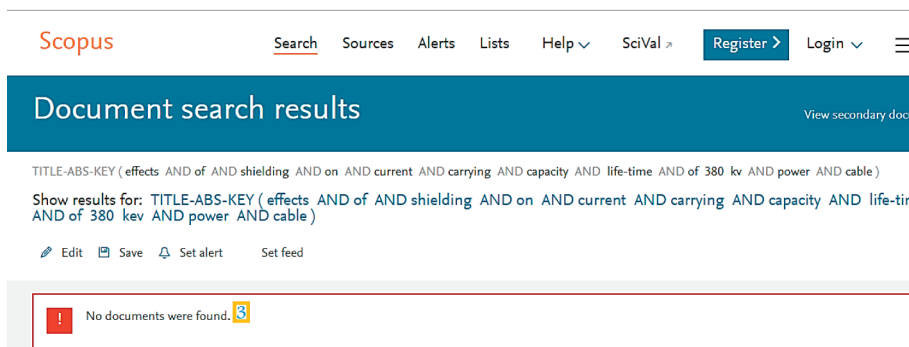 Scopus Search Sources Alerts Lists Help SciVal Register Login
Document search results View secondary
TITLE-ABS-KEY ( effects AND of AND shielding AND on AND current AND carrying AND capacity AND life-time AND of 380 kv AND power AND cable )
Show results for: TITLE-ABS-KEY ( effects AND of AND shielding AND on AND current AND carrying AND capacity AND
AND of 380 kev AND power AND cable )
Edit Save Set alert Set feed
! No documents were found. 3